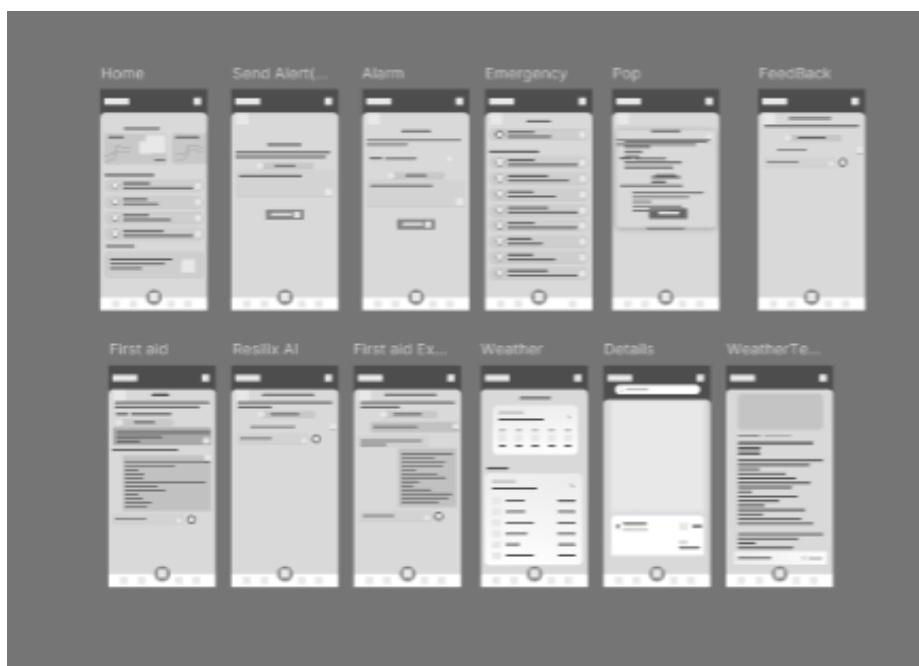 Home
Send Alert(...
Alarm
Emergency
Pop
FeedBack
First aid
Resilix AI
First aid Ex...
Weather
Details
WeatherTe...